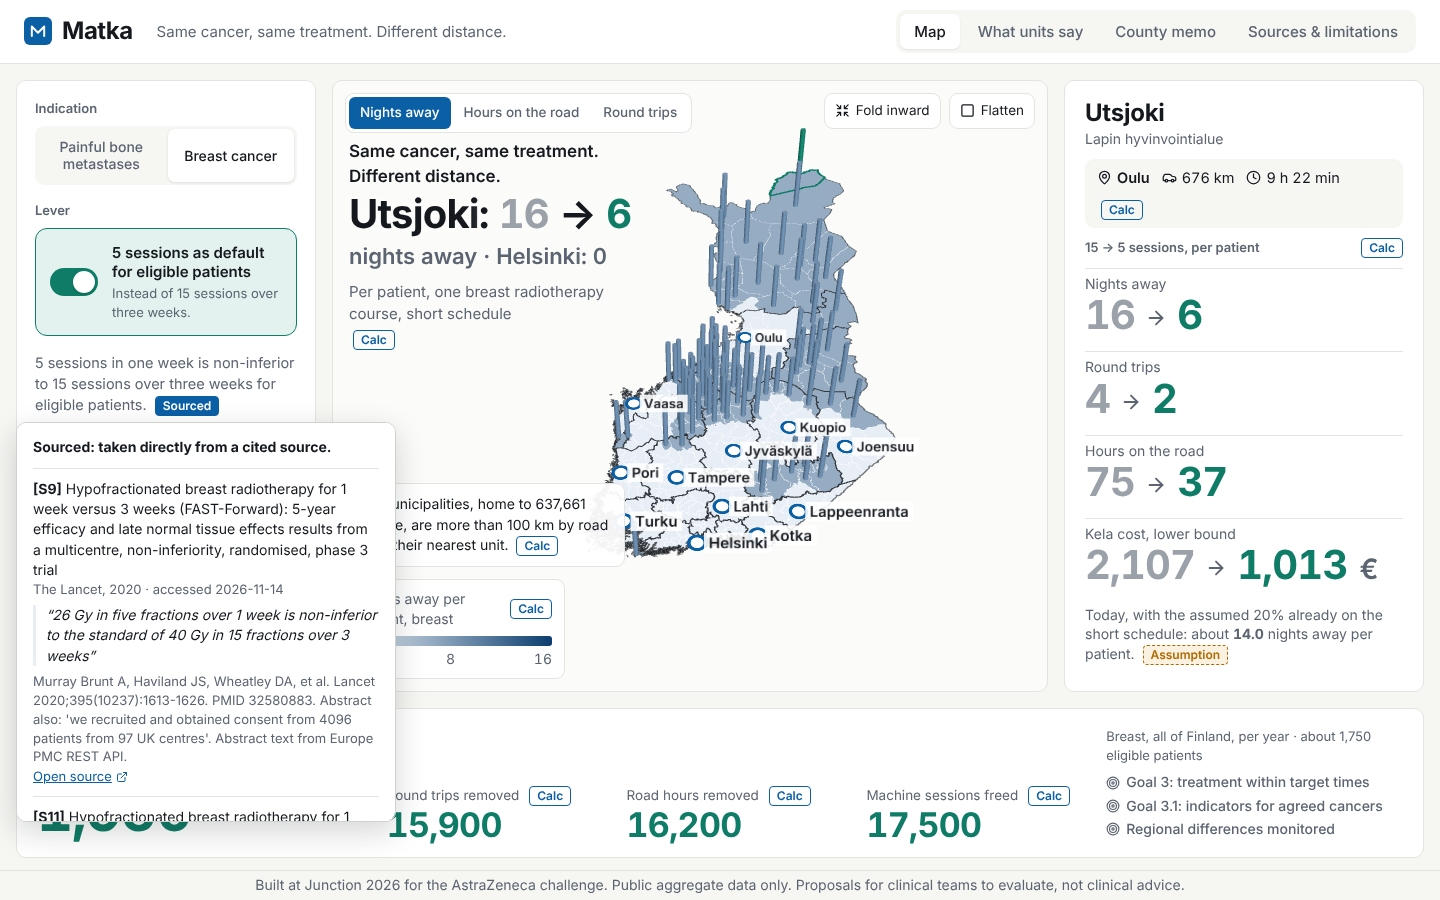 Matka
Same cancer, same treatment. Different distance.
Map
What units say
County memo
Sources & limitations
Indication
Painful bone
metastases
Breast cancer
Lever
5 sessions as default
for eligible patients
Instead of 15 sessions over
three weeks.
5 sessions in one week is non-inferior
to 15 sessions over three weeks for
eligible patients. Sourced
Sourced: taken directly from a cited source.
[S9] Hypofractionated breast radiotherapy for 1
week versus 3 weeks (FAST-Forward): 5-year
efficacy and late normal tissue effects results from
a multicentre, non-inferiority, randomised, phase 3
trial
The Lancet, 2020 · accessed 2026-11-14
“26 Gy in five fractions over 1 week is non-inferior
to the standard of 40 Gy in 15 fractions over 3
weeks”
Murray Brunt A, Haviland JS, Wheatley DA, et al. Lancet
2020;395(10237):1613-1626. PMID 32580883. Abstract
also: 'we recruited and obtained consent from 4096
patients from 97 UK centres'. Abstract text from Europe
PMC REST API.
Open source
[S11] Hypofractionated breast radiotherapy for 1
Nights away
Hours on the road
Round trips
Fold inward
Flatten
Same cancer, same treatment.
Different distance.
Utsjoki: 16 → 6
nights away · Helsinki: 0
Per patient, one breast radiotherapy
course, short schedule
Calc
Oulu
Vaasa
Kuopio
Joensuu
Jyväskylä
Pori
Tampere
Lahti
Lappeenranta
Turku
Kotka
Helsinki
unicipalities, home to 637,661
e, are more than 100 km by road
their nearest unit. Calc
s away per
nt, breast
Calc
8
16
Utsjoki
Lapin hyvinvointialue
Oulu 676 km 9 h 22 min
Calc
15 → 5 sessions, per patient
Calc
Nights away
16 → 6
Round trips
4 → 2
Hours on the road
75 → 37
Kela cost, lower bound
2,107 → 1,013 €
Today, with the assumed 20% already on the
short schedule: about 14.0 nights away per
patient. Assumption
ound trips removed Calc
15,900
Road hours removed Calc
16,200
Machine sessions freed Calc
17,500
Breast, all of Finland, per year · about 1,750
eligible patients
Goal 3: treatment within target times
Goal 3.1: indicators for agreed cancers
Regional differences monitored
Built at Junction 2026 for the AstraZeneca challenge. Public aggregate data only. Proposals for clinical teams to evaluate, not clinical advice.